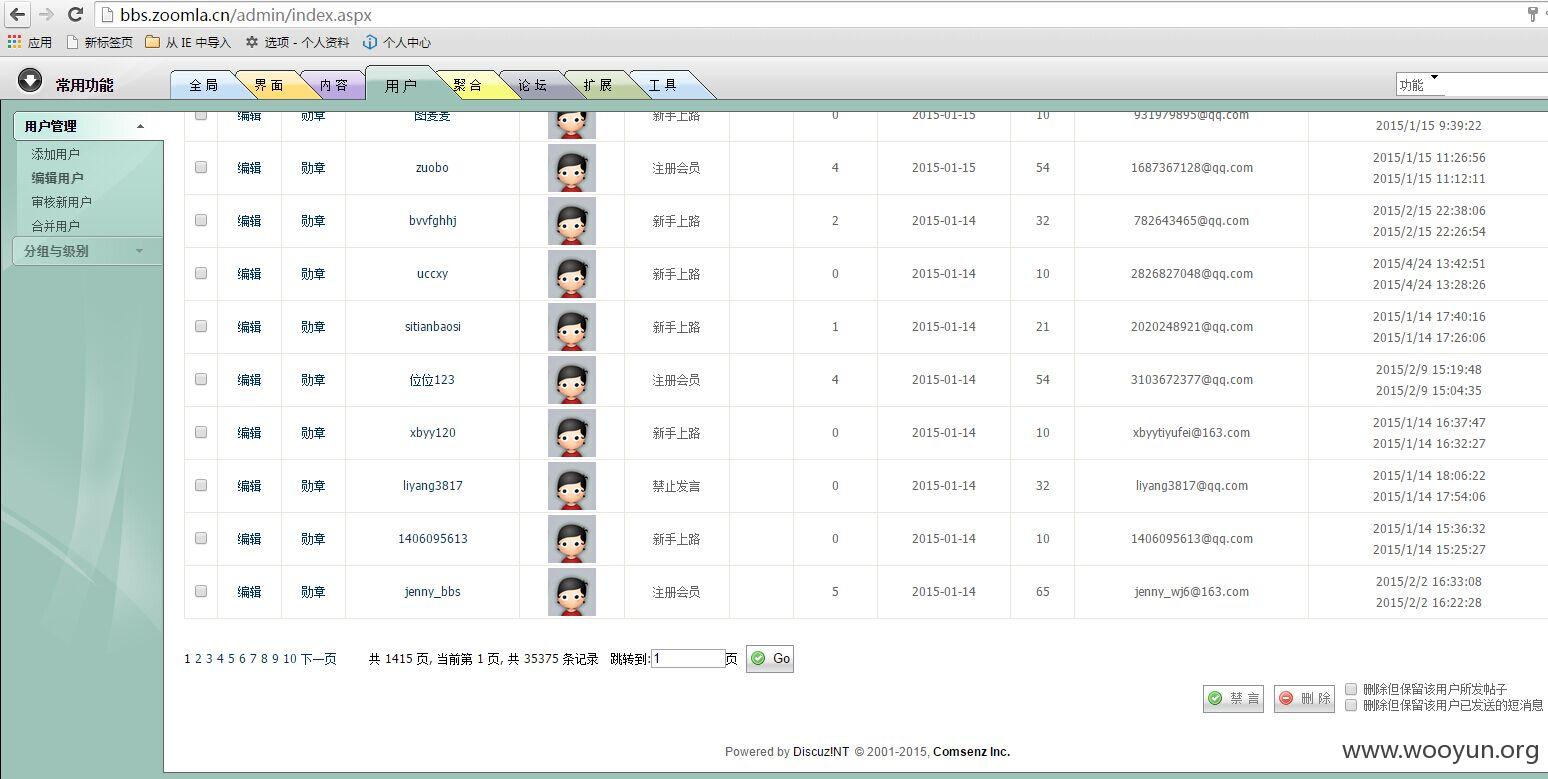 bbs.zoomla.cn/admin/index.aspx
应用 新标签页 从 IE 中导入 选项 - 个人资料 个人中心
常用功能 全局 界面 内容 用户 聚合 论坛 扩展 工具 功能
用户管理
添加用户
编辑用户
审核新用户
合并用户
分组与级别
编辑 勋章 图麦麦 新手上路 0 2015-01-15 10 931979895@qq.com 2015/1/15 9:39:22
编辑 勋章 zuobo 注册会员 4 2015-01-15 54 1687367128@qq.com 2015/1/15 11:26:56
2015/1/15 11:12:11
编辑 勋章 bvvfghhj 新手上路 2 2015-01-14 32 782643465@qq.com 2015/2/15 22:38:06
2015/2/15 22:26:54
编辑 勋章 uccxy 新手上路 0 2015-01-14 10 2826827048@qq.com 2015/4/24 13:42:51
2015/4/24 13:28:26
编辑 勋章 sitianbaosi 新手上路 1 2015-01-14 21 2020248921@qq.com 2015/1/14 17:40:16
2015/1/14 17:26:06
编辑 勋章 位位123 注册会员 4 2015-01-14 54 3103672377@qq.com 2015/2/9 15:19:48
2015/2/9 15:04:35
编辑 勋章 xbyy120 新手上路 0 2015-01-14 10 xbyytiyufei@163.com 2015/1/14 16:37:47
2015/1/14 16:32:27
编辑 勋章 liyang3817 禁止发言 0 2015-01-14 32 liyang3817@qq.com 2015/1/14 18:06:22
2015/1/14 17:54:06
编辑 勋章 1406095613 新手上路 0 2015-01-14 10 1406095613@qq.com 2015/1/14 15:36:32
2015/1/14 15:25:27
编辑 勋章 jenny_bbs 注册会员 5 2015-01-14 65 jenny_wj6@163.com 2015/2/2 16:33:08
2015/2/2 16:22:28
1 2 3 4 5 6 7 8 9 10 下一页 共 1415 页, 当前第 1 页, 共 35375 条记录 跳转到:1页 Go
禁 言 删 除 删除但保留该用户所发帖子
删除但保留该用户已发送的短消息
Powered by Discuz!NT © 2001-2015, Comsenz Inc.
www.wooyun.org